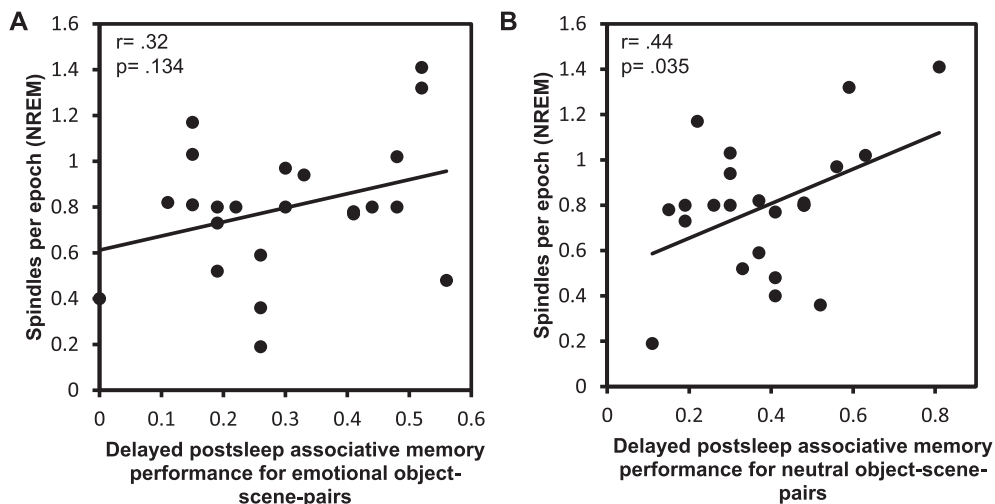 A
r= .32
p= .134
Spindles per epoch (NREM)
1.6
1.4
1.2
1
0.8
0.6
0.4
0.2
0
0 0.1 0.2 0.3 0.4 0.5 0.6
Delayed postsleep associative memory
performance for emotional object-
scene-pairs
B
r= .44
p= .035
Spindles per epoch (NREM)
1.6
1.4
1.2
1
0.8
0.6
0.4
0.2
0
0 0.2 0.4 0.6 0.8
Delayed postsleep associative memory
performance for neutral object-scene-
pairs